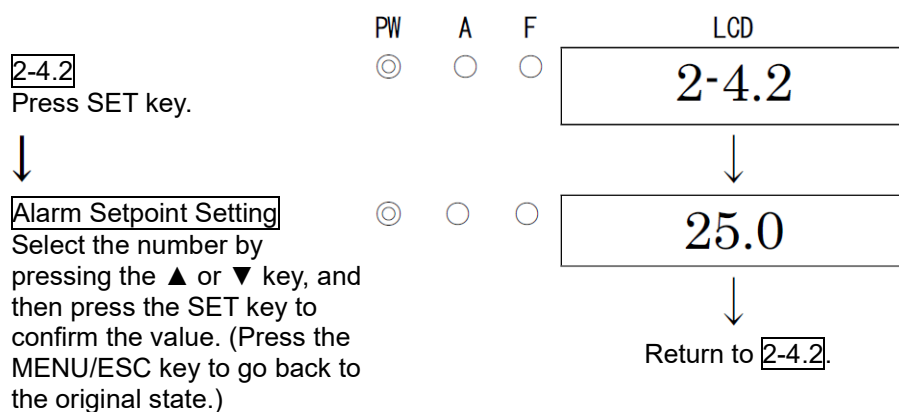 PW A F LCD
2-4.2
Press SET key.
2-4.2
↓
↓
Alarm Setpoint Setting
Select the number by
pressing the ▲ or ▼ key, and
then press the SET key to
confirm the value. (Press the
MENU/ESC key to go back to
the original state.)
25.0
↓
Return to 2-4.2.